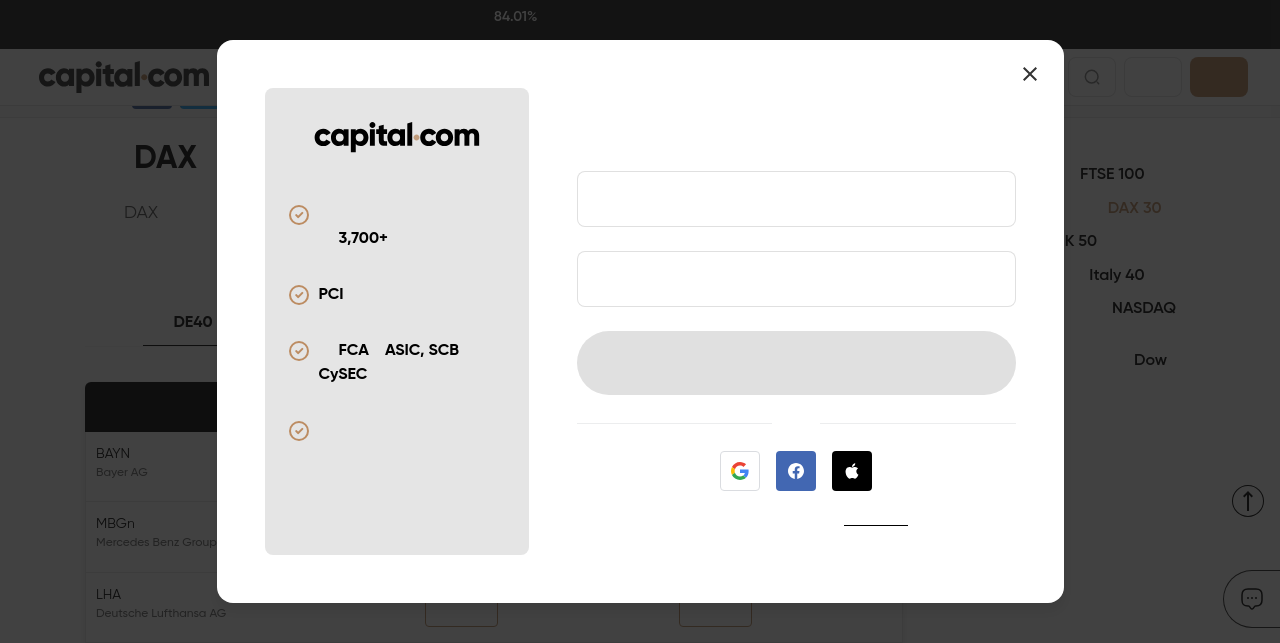 84.01%
capital.com
DAX
DAX
DE40
BAYN
Bayer AG
MBGn
Mercedes Benz Group
LHA
Deutsche Lufthansa AG
capital.com
3,700+
PCI
FCA ASIC, SCB
CySEC
FTSE 100
DAX 30
K 50
Italy 40
NASDAQ
Dow